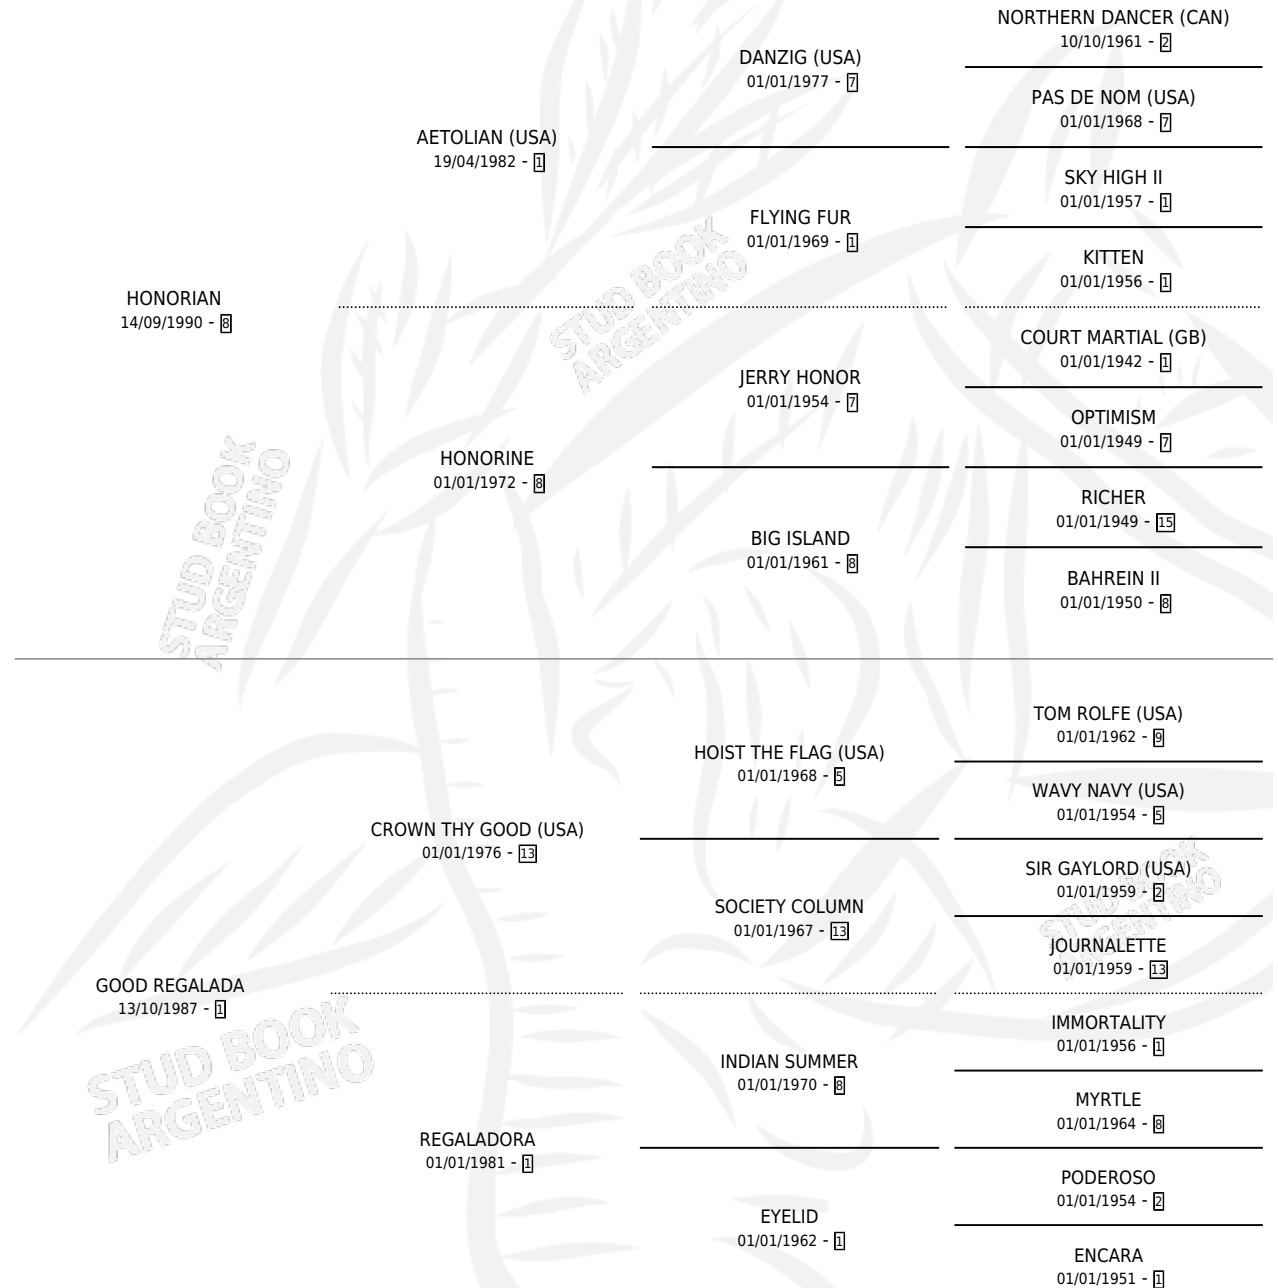 NORTHERN DANCER (CAN)
10/10/1961 - 2
DANZIG (USA)
01/01/1977 - 7
PAS DE NOM (USA)
01/01/1968 - 7
AETOLIAN (USA)
19/04/1982 - 1
SKY HIGH II
01/01/1957 - 1
FLYING FUR
01/01/1969 - 1
KITTEN
01/01/1956 - 1
HONORIAN
14/09/1990 - 8
STUD BOOK
ARGENTINO
COURT MARTIAL (GB)
01/01/1942 - 1
JERRY HONOR
01/01/1954 - 7
OPTIMISM
01/01/1949 - 7
HONORINE
01/01/1972 - 8
RICHER
01/01/1949 - 15
BIG ISLAND
01/01/1961 - 8
BAHREIN II
01/01/1950 - 8
STUD BOOK
ARGENTINO
TOM ROLFE (USA)
01/01/1962 - 9
HOIST THE FLAG (USA)
01/01/1968 - 5
WAVY NAVY (USA)
01/01/1954 - 5
CROWN THY GOOD (USA)
01/01/1976 - 13
SIR GAYLORD (USA)
01/01/1959 - 2
SOCIETY COLUMN
01/01/1967 - 13
STUD BOOK
ARGENTINO
JOURNALETTE
01/01/1959 - 13
GOOD REGALADA
13/10/1987 - 1
IMMORTALITY
01/01/1956 - 1
INDIAN SUMMER
01/01/1970 - 8
STUD BOOK
ARGENTINO
MYRTLE
01/01/1964 - 8
REGALADORA
01/01/1981 - 1
PODEROSO
01/01/1954 - 2
EYELID
01/01/1962 - 1
ENCARA
01/01/1951 - 1